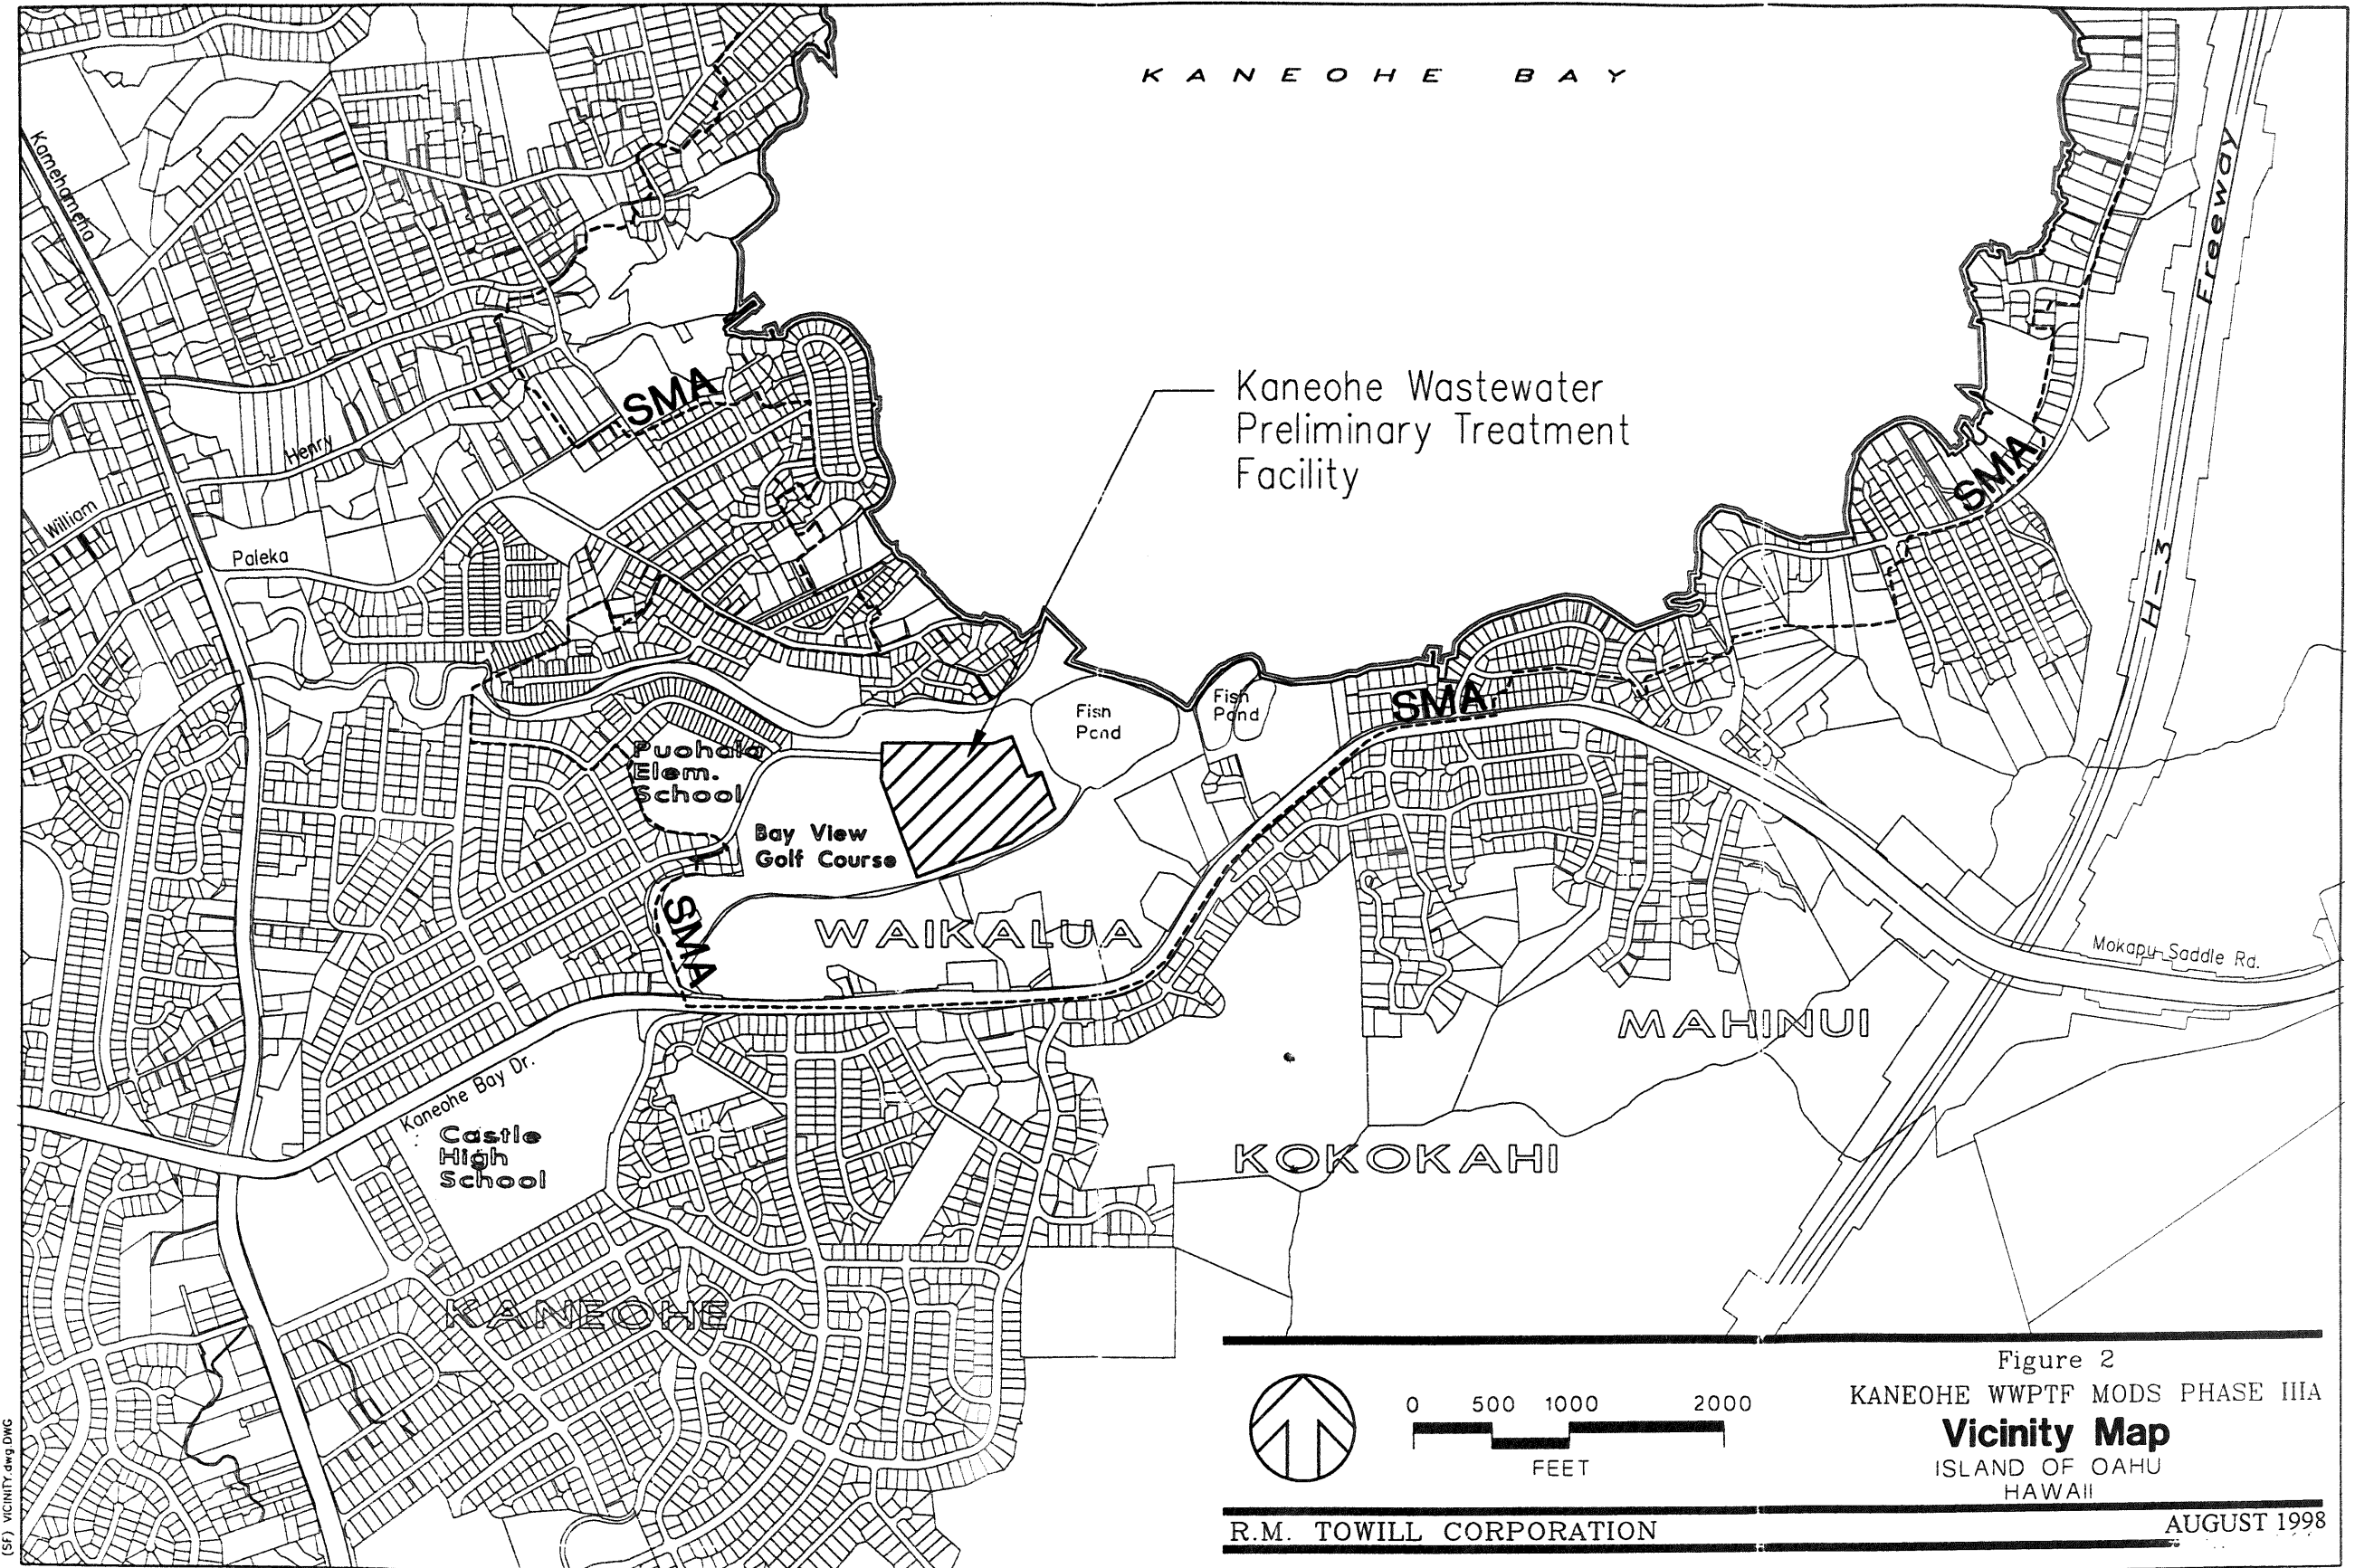 KANEOHE BAY
Kamehameha
Freeway
SMA
Kaneohe Wastewater
Preliminary Treatment
Facility
Henry
SMA
William
Paleka
H-3
Fish
Pond
Fish
Pond
SMA
Puohala
Elem.
School
Bay View
Golf Course
SMA
WAIKALUA
Mokapu Saddle Rd.
MAHINUI
Kaneohe Bay Dr.
Castle
High
School
KOKOKAHI
KANEOHE
0 500 1000 2000
FEET
Figure 2
KANEOHE WWPTF MODS PHASE IIIA
Vicinity Map
ISLAND OF OAHU
HAWAII
R.M. TOWILL CORPORATION
AUGUST 1998
(SF) VICINITY.dwg.DWG